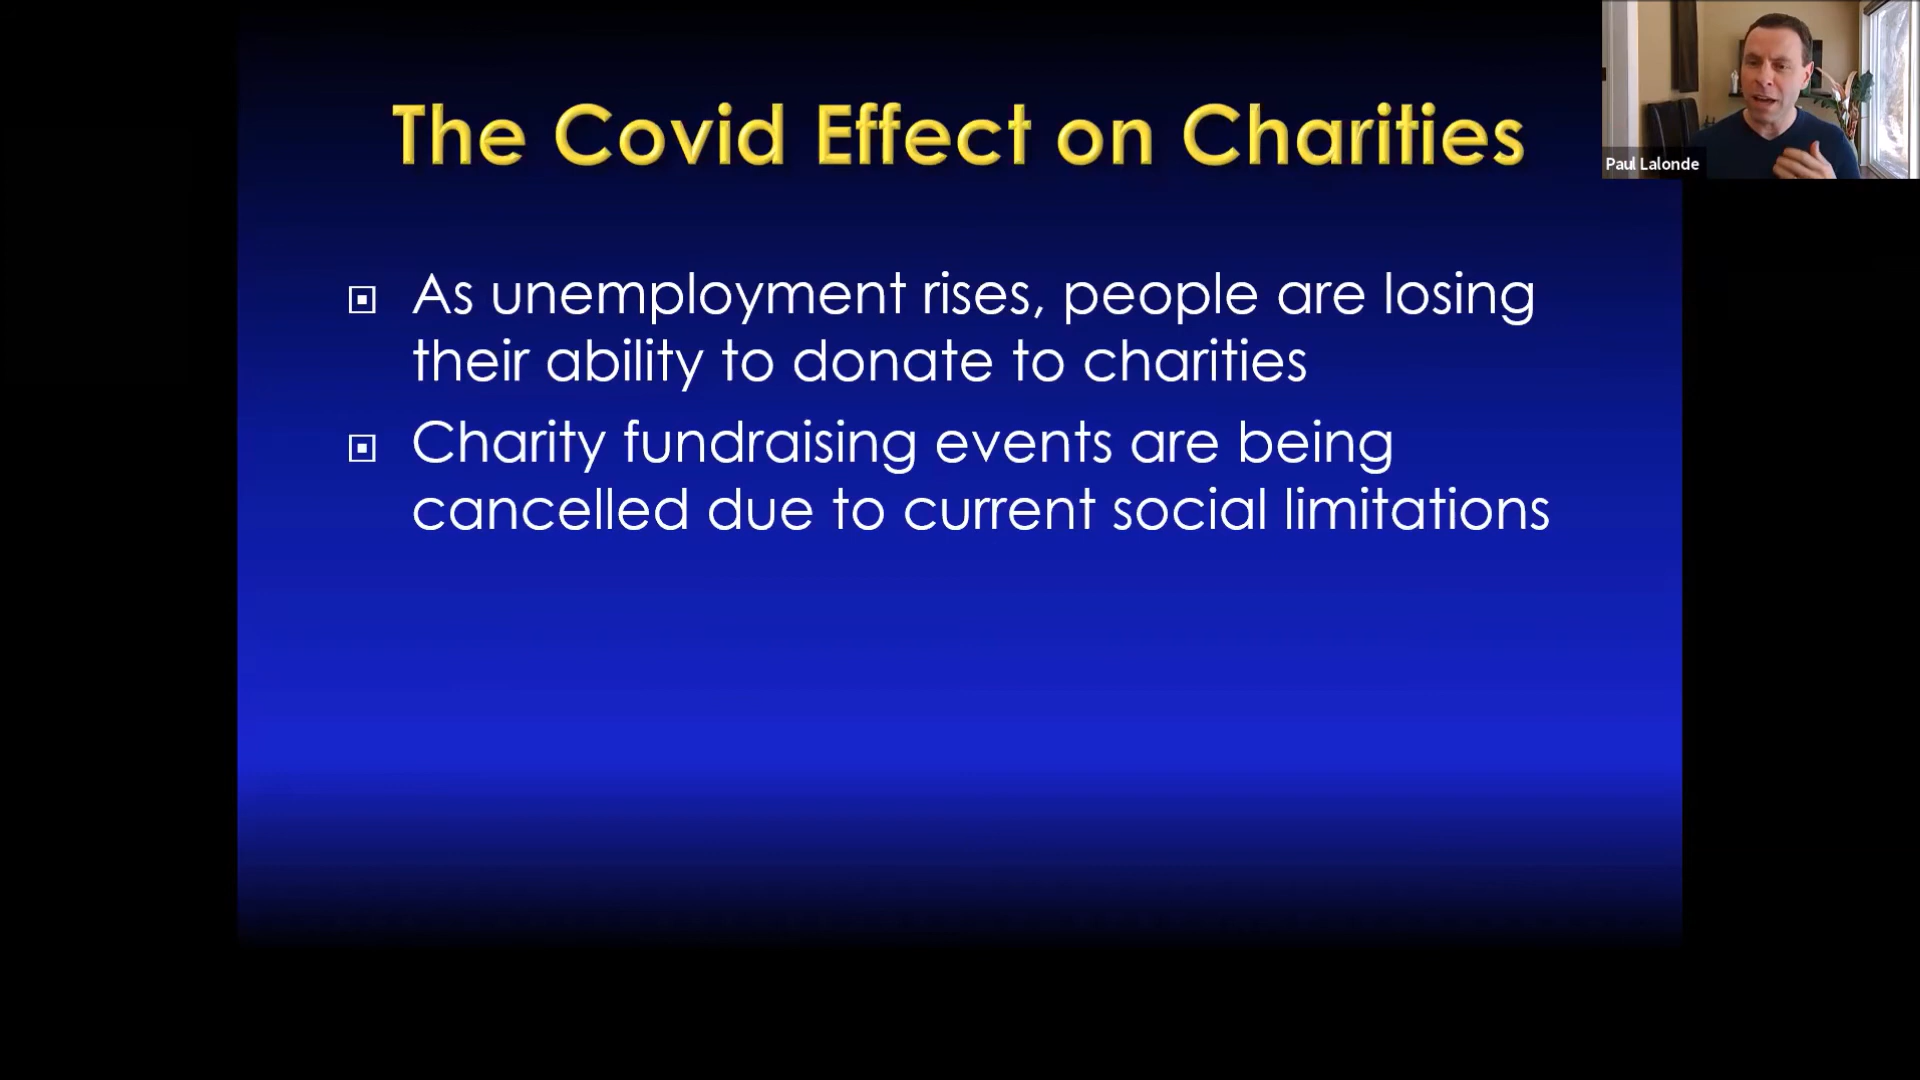 The Covid Effect on Charities
As unemployment rises, people are losing
their ability to donate to charities
Charity fundraising events are being
cancelled due to current social limitations
Paul Lalonde